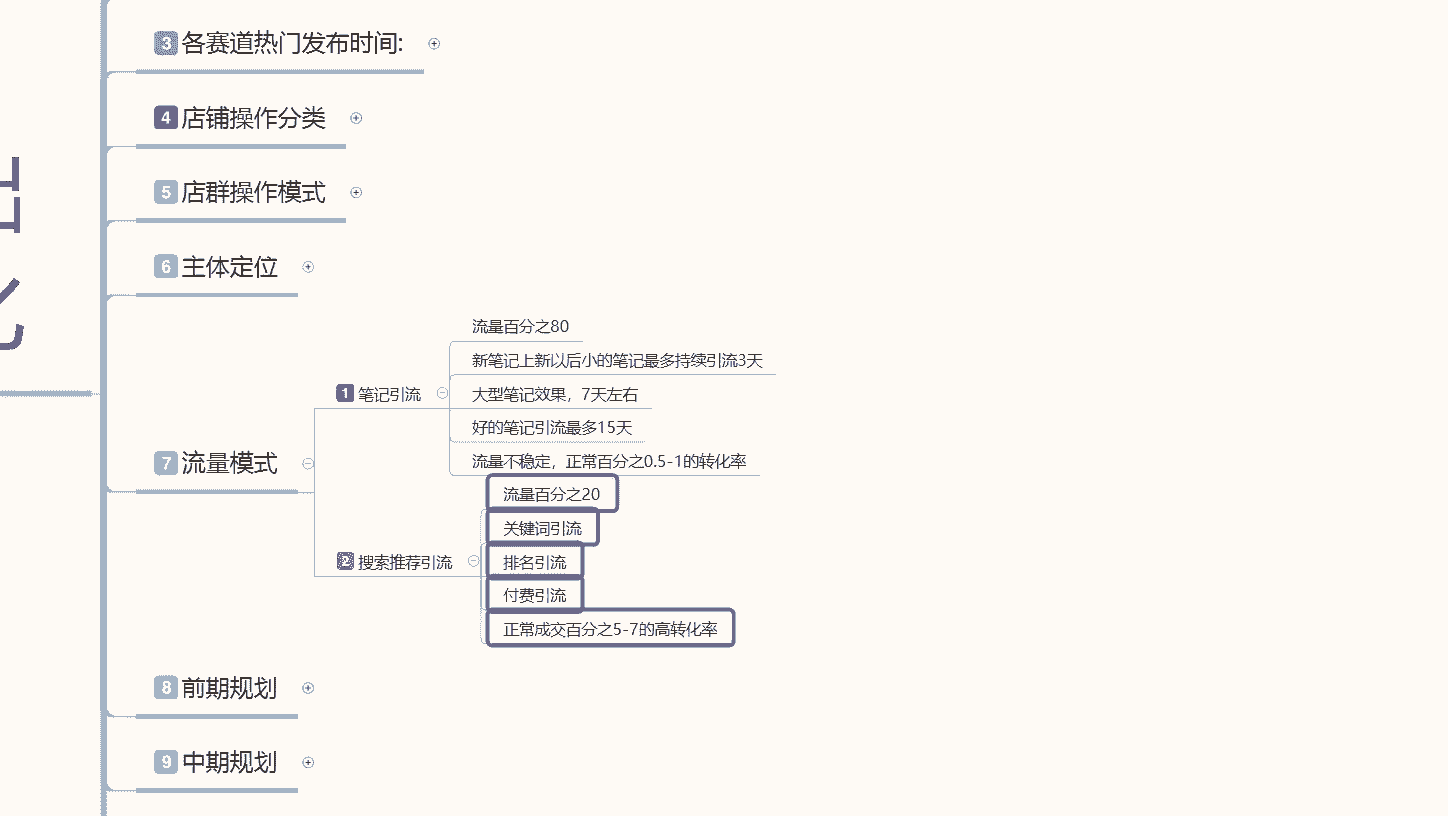 3 各赛道热门发布时间:
4 店铺操作分类
5 店群操作模式
6 主体定位
7 流量模式
1 笔记引流
流量百分之80
新笔记上新以后小的笔记最多持续引流3天
大型笔记效果，7天左右
好的笔记引流最多15天
流量不稳定，正常百分之0.5-1的转化率
2 搜索推荐引流
流量百分之20
关键词引流
排名引流
付费引流
正常成交百分之5-7的高转化率
8 前期规划
9 中期规划